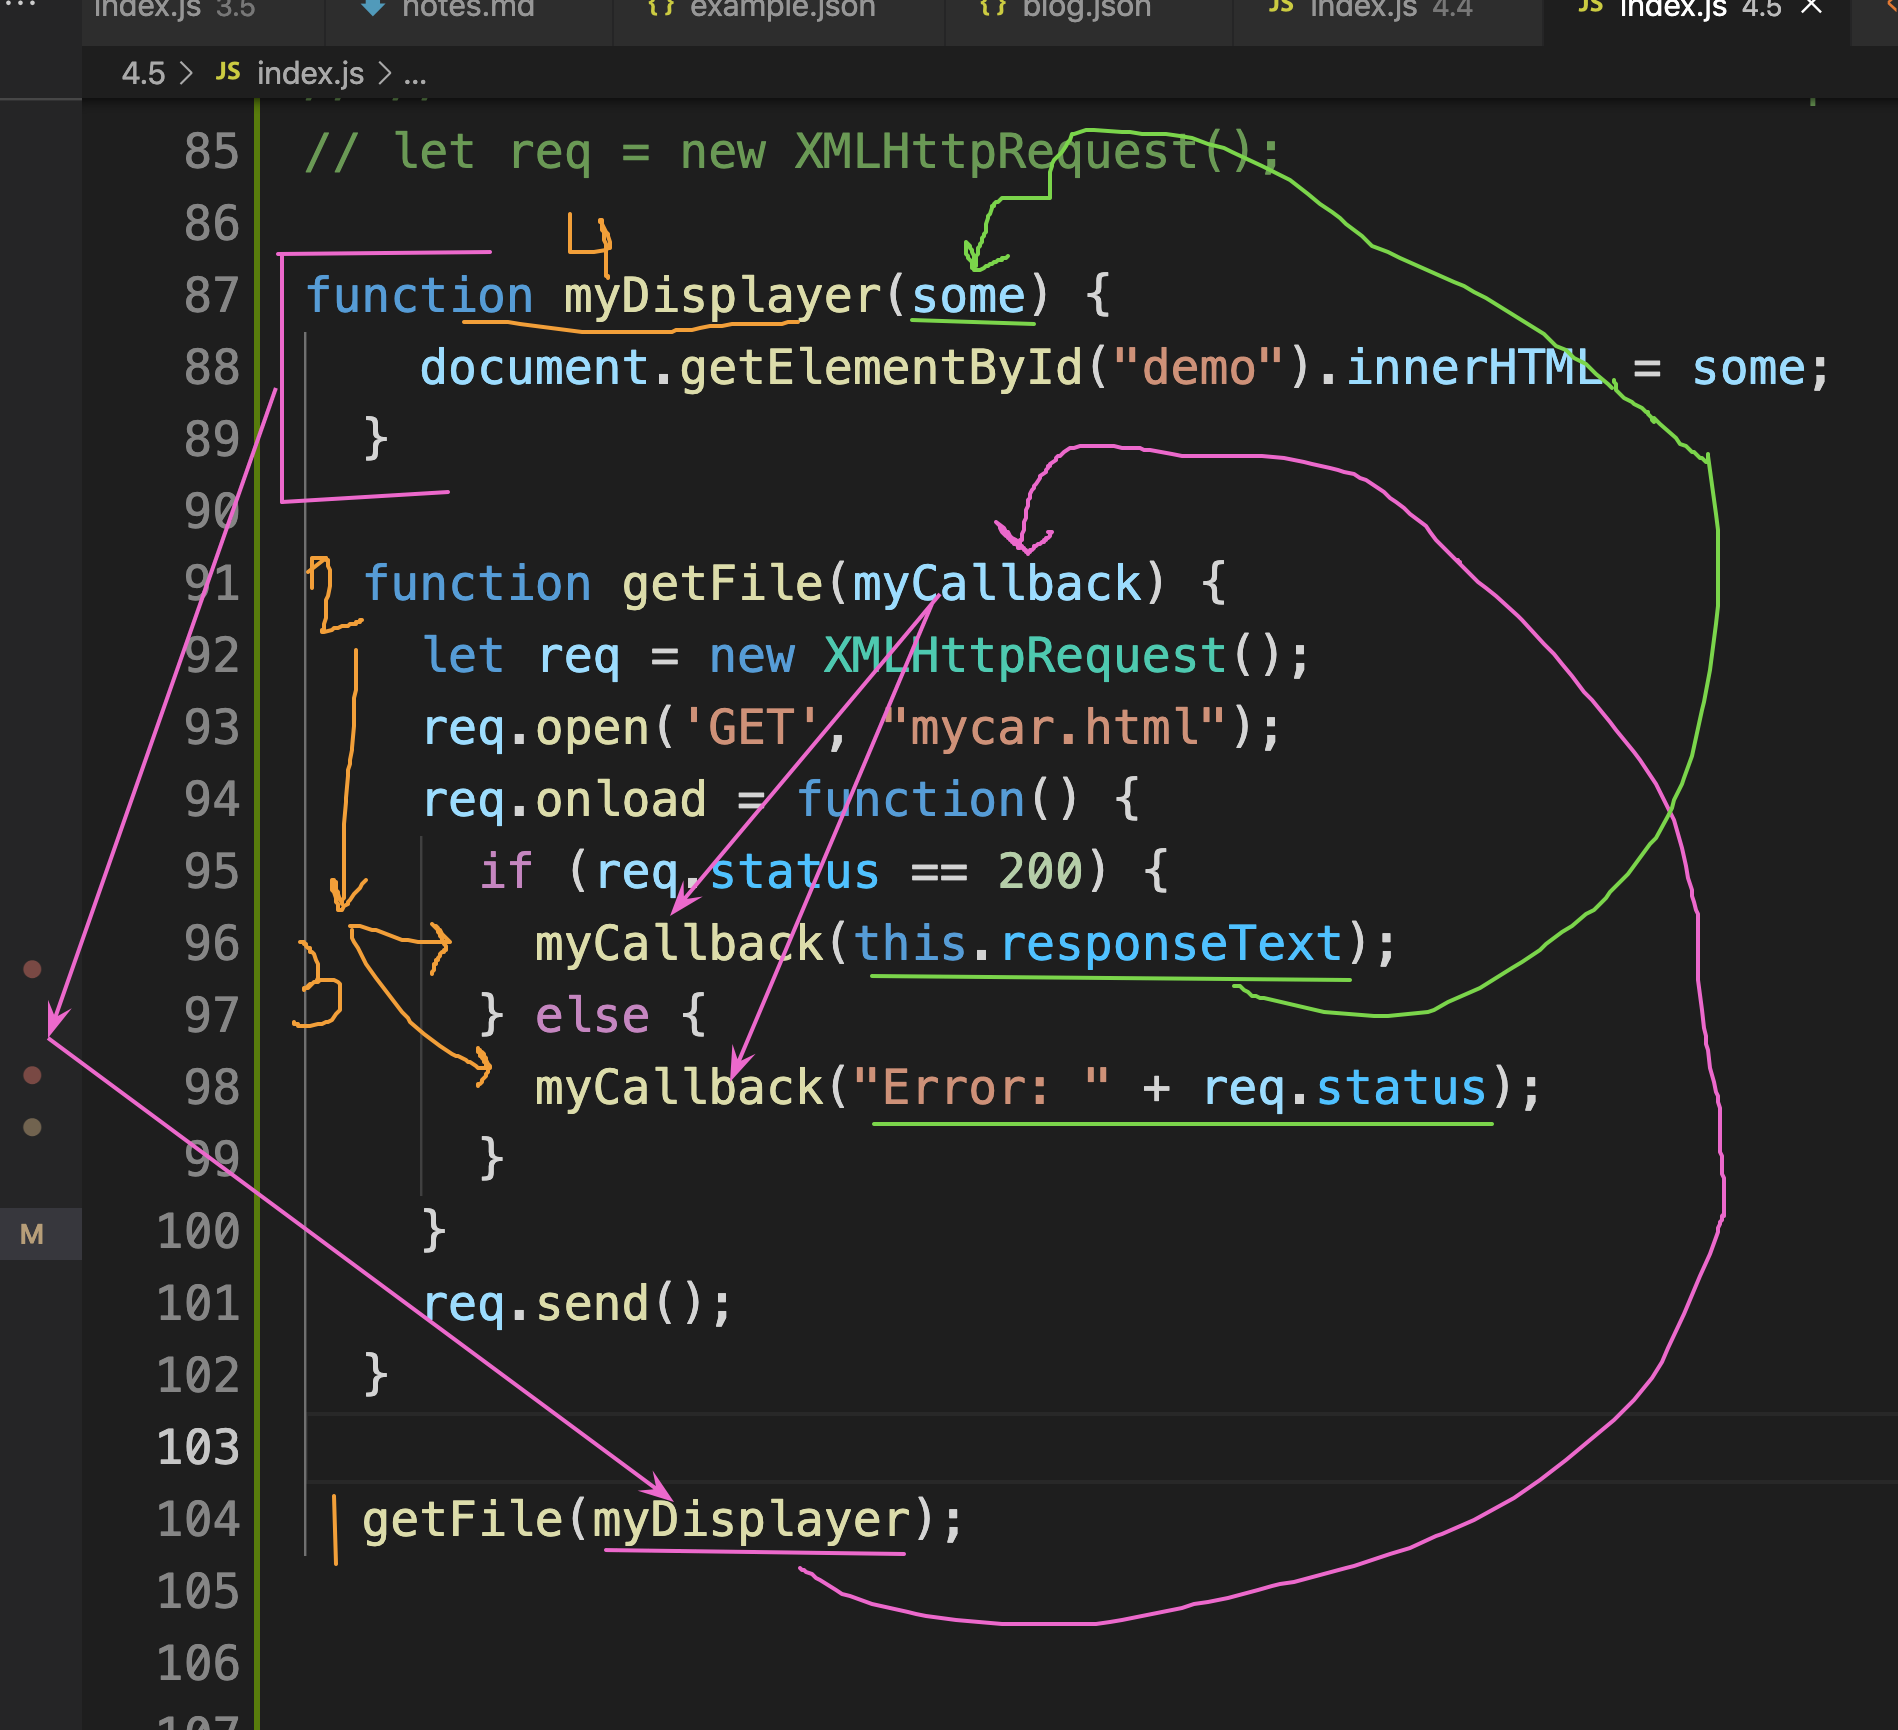 index.js 3.5 notes.md {} example.json {} blog.json JS index.js 4.4 JS index.js 4.5
4.5 > JS index.js > ...
85 // let req = new XMLHttpRequest();
86
4
87 function myDisplayer(some) {
88 document.getElementById("demo").innerHTML = some;
89 }
90
91 2 function getFile(myCallback) {
92 let req = new XMLHttpRequest();
93 req.open('GET', "mycar.html");
94 req.onload = function() {
95 if (req.status == 200) {
96 myCallback(this.responseText);
3
97 } else {
98 myCallback("Error: " + req.status);
99 }
M 100 }
101 req.send();
102 }
103
104 1 getFile(myDisplayer);
105
106
107